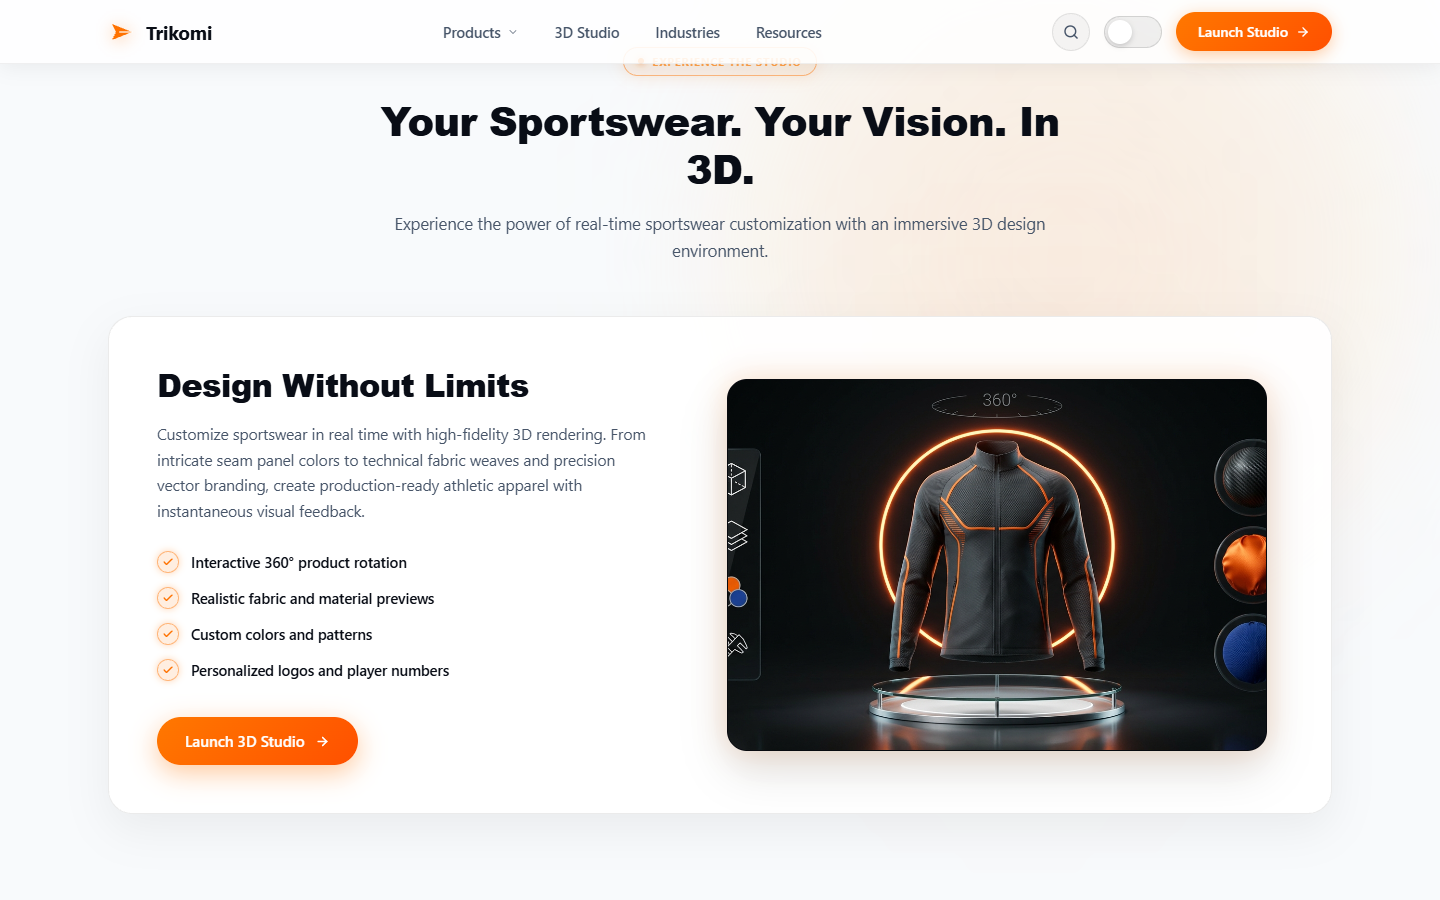 Trikomi
Products
3D Studio
Industries
Resources
Launch Studio
EXPERIENCE THE STUDIO
Your Sportswear. Your Vision. In
3D.
Experience the power of real-time sportswear customization with an immersive 3D design
environment.
Design Without Limits
Customize sportswear in real time with high-fidelity 3D rendering. From
intricate seam panel colors to technical fabric weaves and precision
vector branding, create production-ready athletic apparel with
instantaneous visual feedback.
Interactive 360° product rotation
Realistic fabric and material previews
Custom colors and patterns
Personalized logos and player numbers
Launch 3D Studio
360°